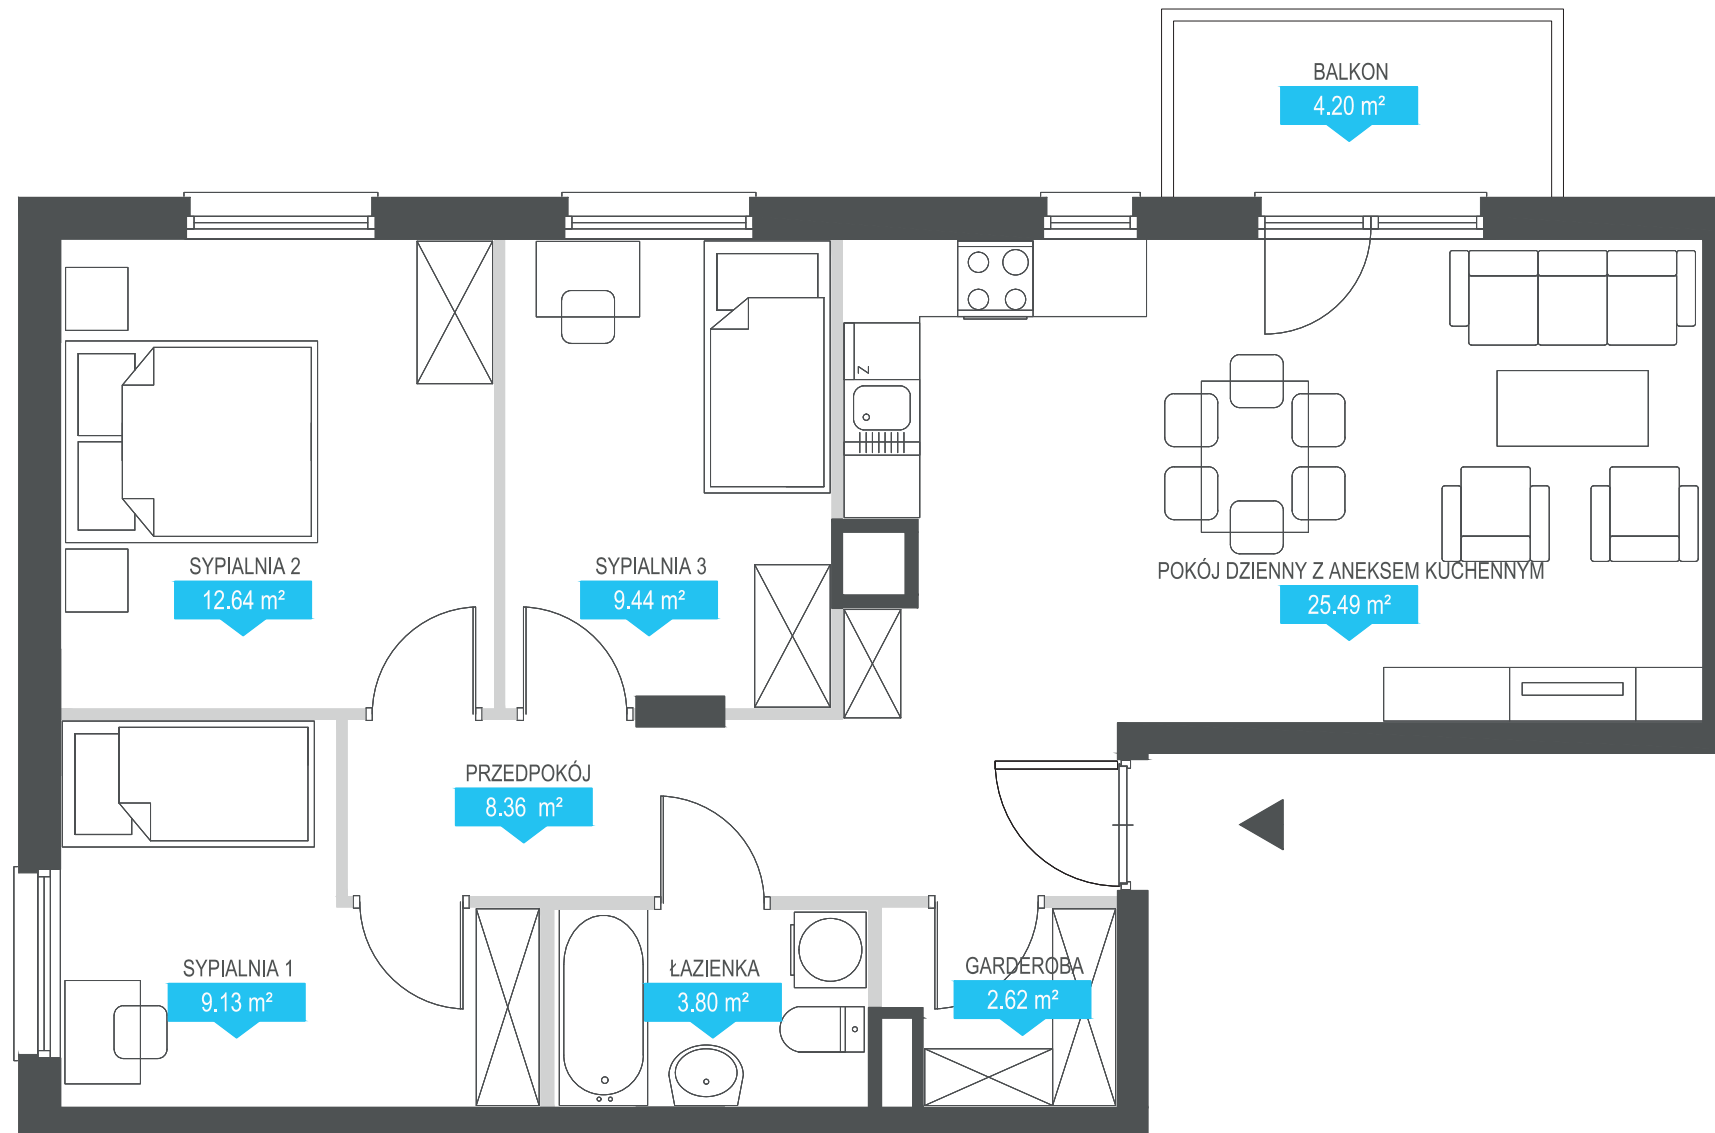 BALKON
4.20 m²
SYPIALNIA 2
12.64 m²
SYPIALNIA 3
9.44 m²
Z
POKÓJ DZIENNY Z ANEKSEM KUCHENNYM
25.49 m²
PRZEDPOKÓJ
8.36 m²
SYPIALNIA 1
9.13 m²
ŁAZIENKA
3.80 m²
GARDEROBA
2.62 m²